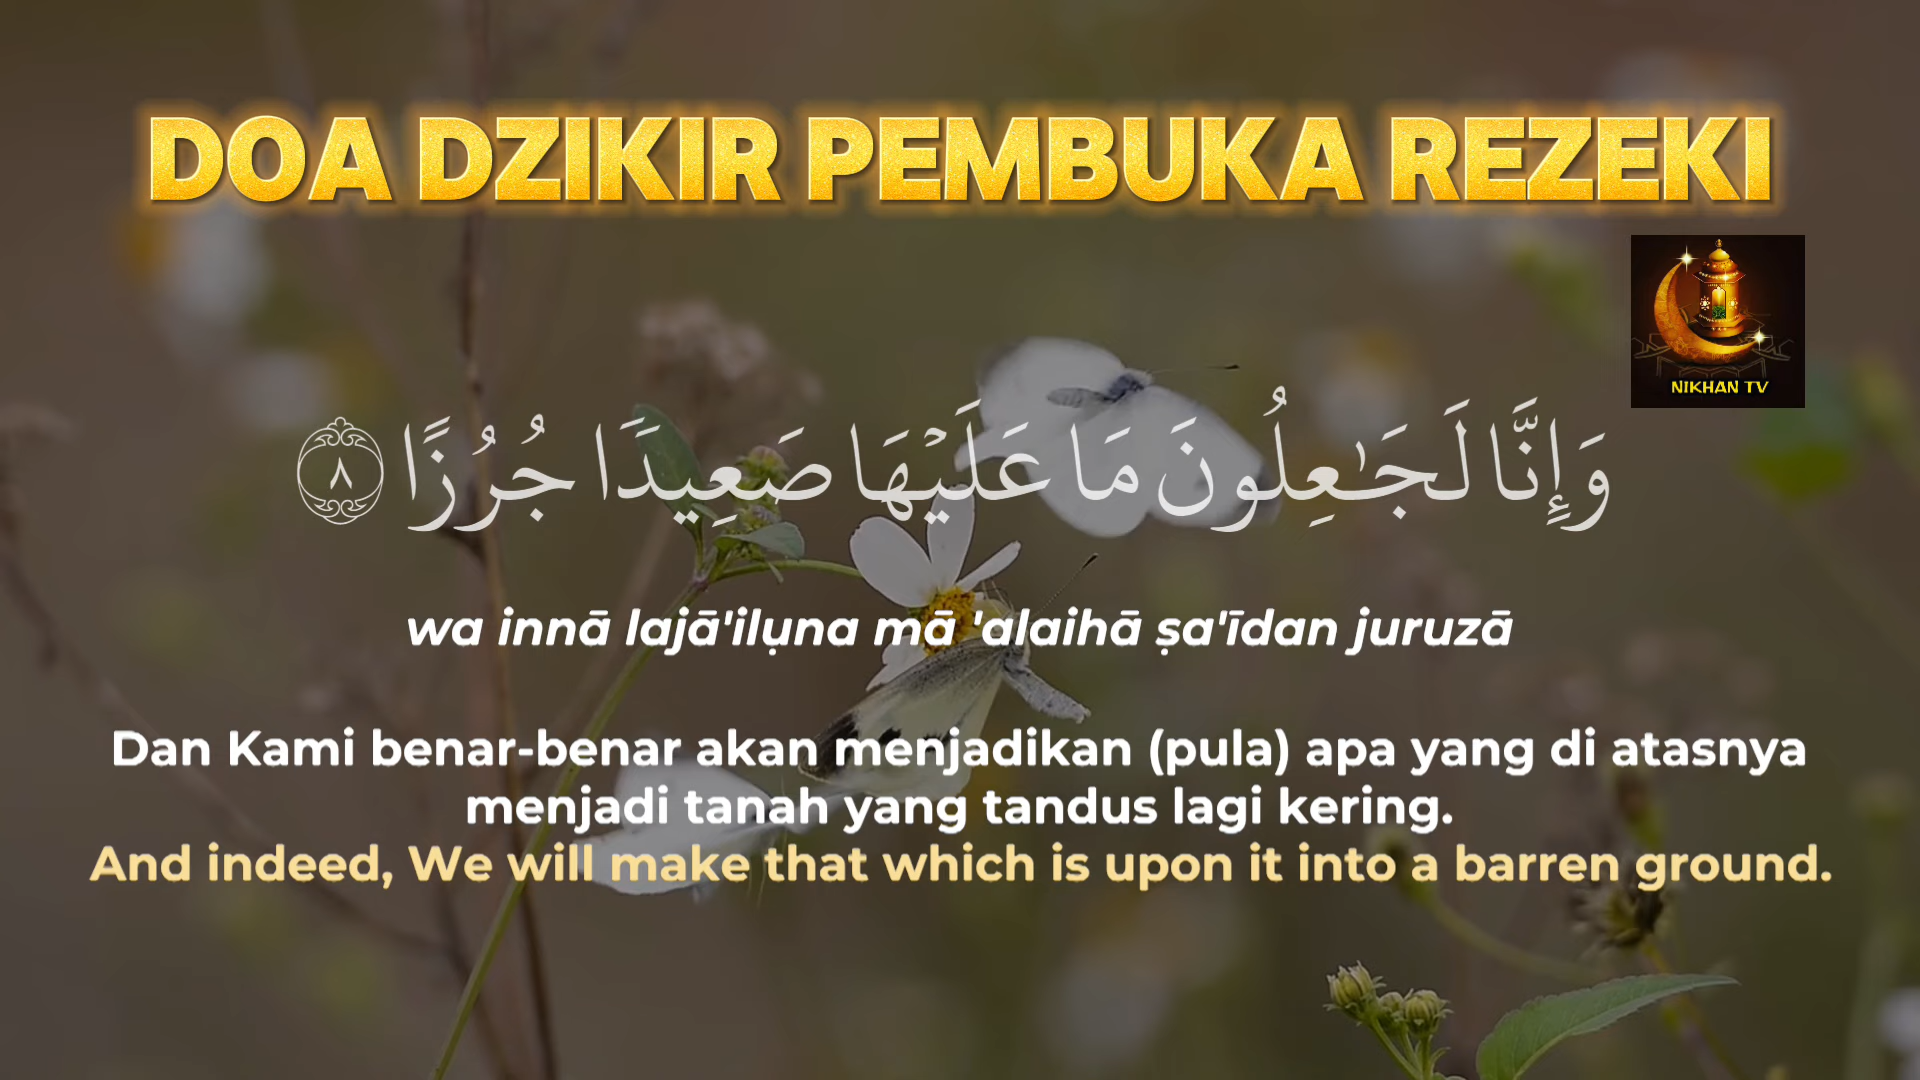 DOA DZIKIR PEMBUKA REZEKI
NIKHAN TV
وَإِنَّا لَجَٰعِلُونَ مَا عَلَيْهَا صَعِيدًا جُرُزًا ٨
wa innā lajā'ilụna mā 'alaihā ṣa'īdan juruzā
Dan Kami benar-benar akan menjadikan (pula) apa yang di atasnya
menjadi tanah yang tandus lagi kering.
And indeed, We will make that which is upon it into a barren ground.